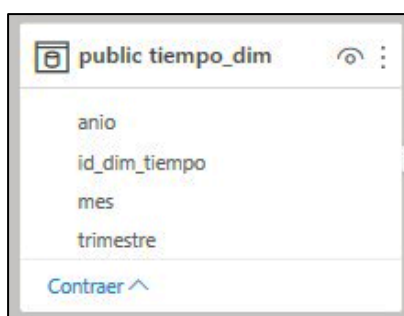 public tiempo_dim
anio
id_dim_tiempo
mes
trimestre
Contraer